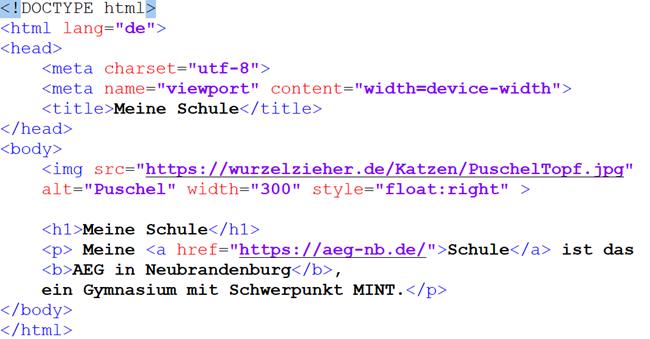 <!DOCTYPE html>
<html lang="de">
<head>
    <meta charset="utf-8">
    <meta name="viewport" content="width=device-width">
    <title>Meine Schule</title>
</head>
<body>
    <img src="https://wurzelzieher.de/Katzen/PuschelTopf.jpg"
    alt="Puschel" width="300" style="float:right" >

    <h1>Meine Schule</h1>
    <p> Meine <a href="https://aeg-nb.de/">Schule</a> ist das
    <b>AEG in Neubrandenburg</b>,
    ein Gymnasium mit Schwerpunkt MINT.</p>
</body>
</html>